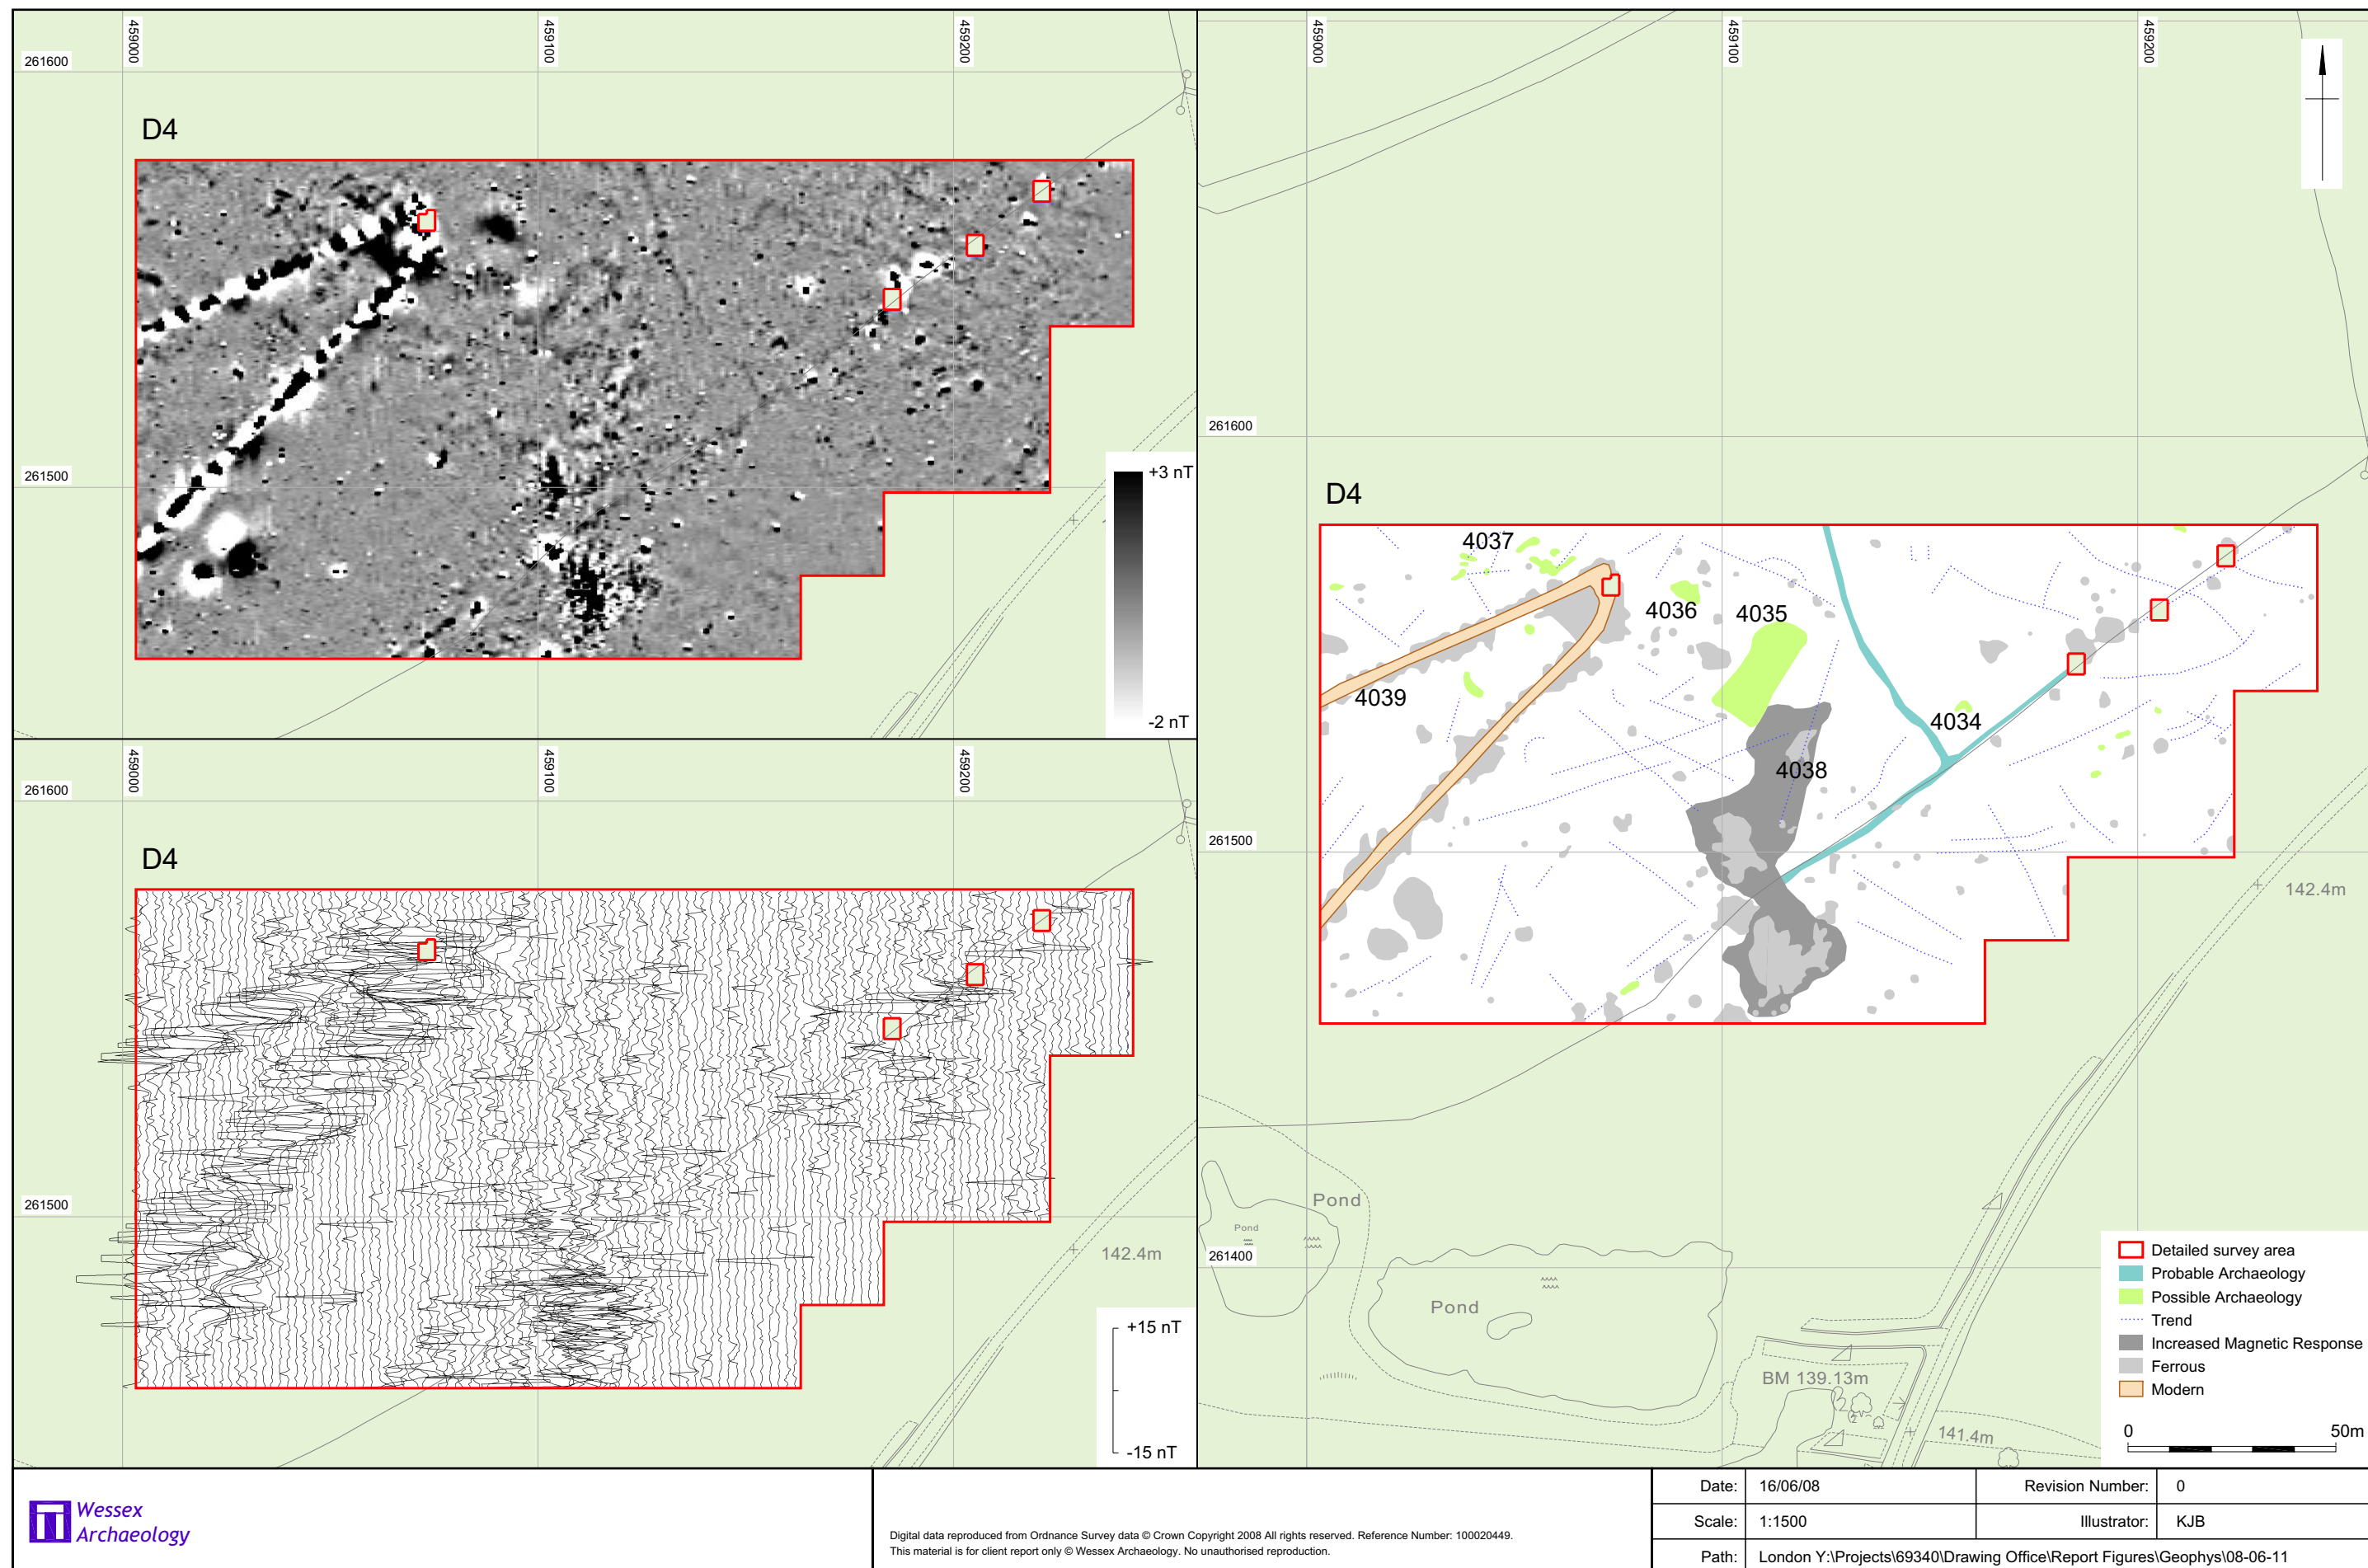 459000
459100
459200
261600
D4
261500
+3 nT
-2 nT
459000
459100
459200
261600
D4
261500
142.4m
+15 nT
-15 nT
459000
459100
459200
261600
D4
4037
4036
4035
4039
4034
4038
261500
142.4m
Pond
Pond
261400
Pond
BM 139.13m
141.4m
Detailed survey area
Probable Archaeology
Possible Archaeology
Trend
Increased Magnetic Response
Ferrous
Modern
0 50m
Wessex
Archaeology
Digital data reproduced from Ordnance Survey data © Crown Copyright 2008 All rights reserved. Reference Number: 100020449.
This material is for client report only © Wessex Archaeology. No unauthorised reproduction.
Date: 16/06/08 Revision Number: 0
Scale: 1:1500 Illustrator: KJB
Path: London Y:\Projects\69340\Drawing Office\Report Figures\Geophys\08-06-11